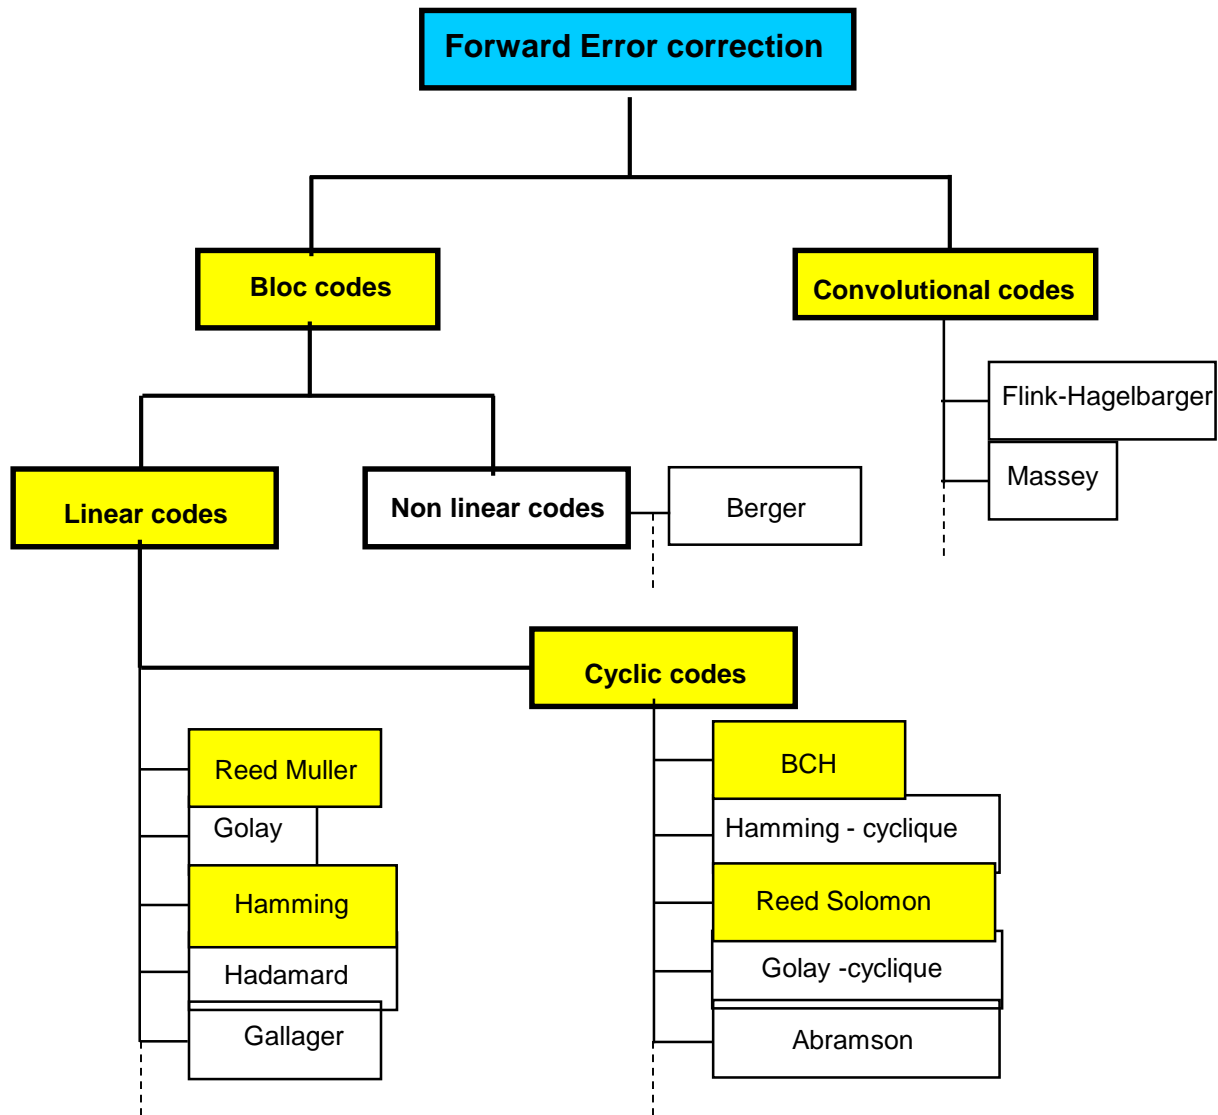 Forward Error correction
Bloc codes
Convolutional codes
Flink-Hagelbarger
Massey
Linear codes
Non linear codes
Berger
Cyclic codes
Reed Muller
Golay
Hamming
Hadamard
Gallager
BCH
Hamming - cyclique
Reed Solomon
Golay -cyclique
Abramson